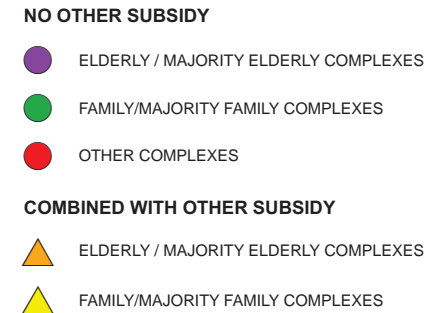 NO OTHER SUBSIDY
ELDERLY / MAJORITY ELDERLY COMPLEXES
FAMILY/MAJORITY FAMILY COMPLEXES
OTHER COMPLEXES
COMBINED WITH OTHER SUBSIDY
ELDERLY / MAJORITY ELDERLY COMPLEXES
FAMILY/MAJORITY FAMILY COMPLEXES